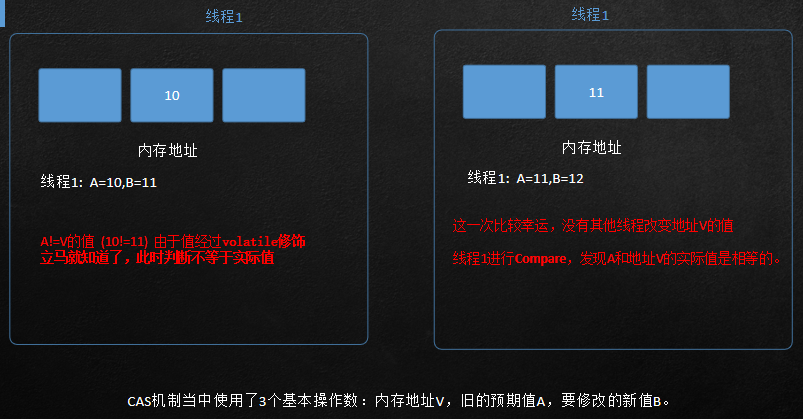 线程1
10
内存地址
线程1: A=10,B=11
A!=V的值 (10!=11) 由于值经过volatile修饰
立马就知道了，此时判断不等于实际值
线程1
11
内存地址
线程1: A=11,B=12
这一次比较幸运，没有其他线程改变地址V的值
线程1进行Compare，发现A和地址V的实际值是相等的。
CAS机制当中使用了3个基本操作数：内存地址V，旧的预期值A，要修改的新值B。